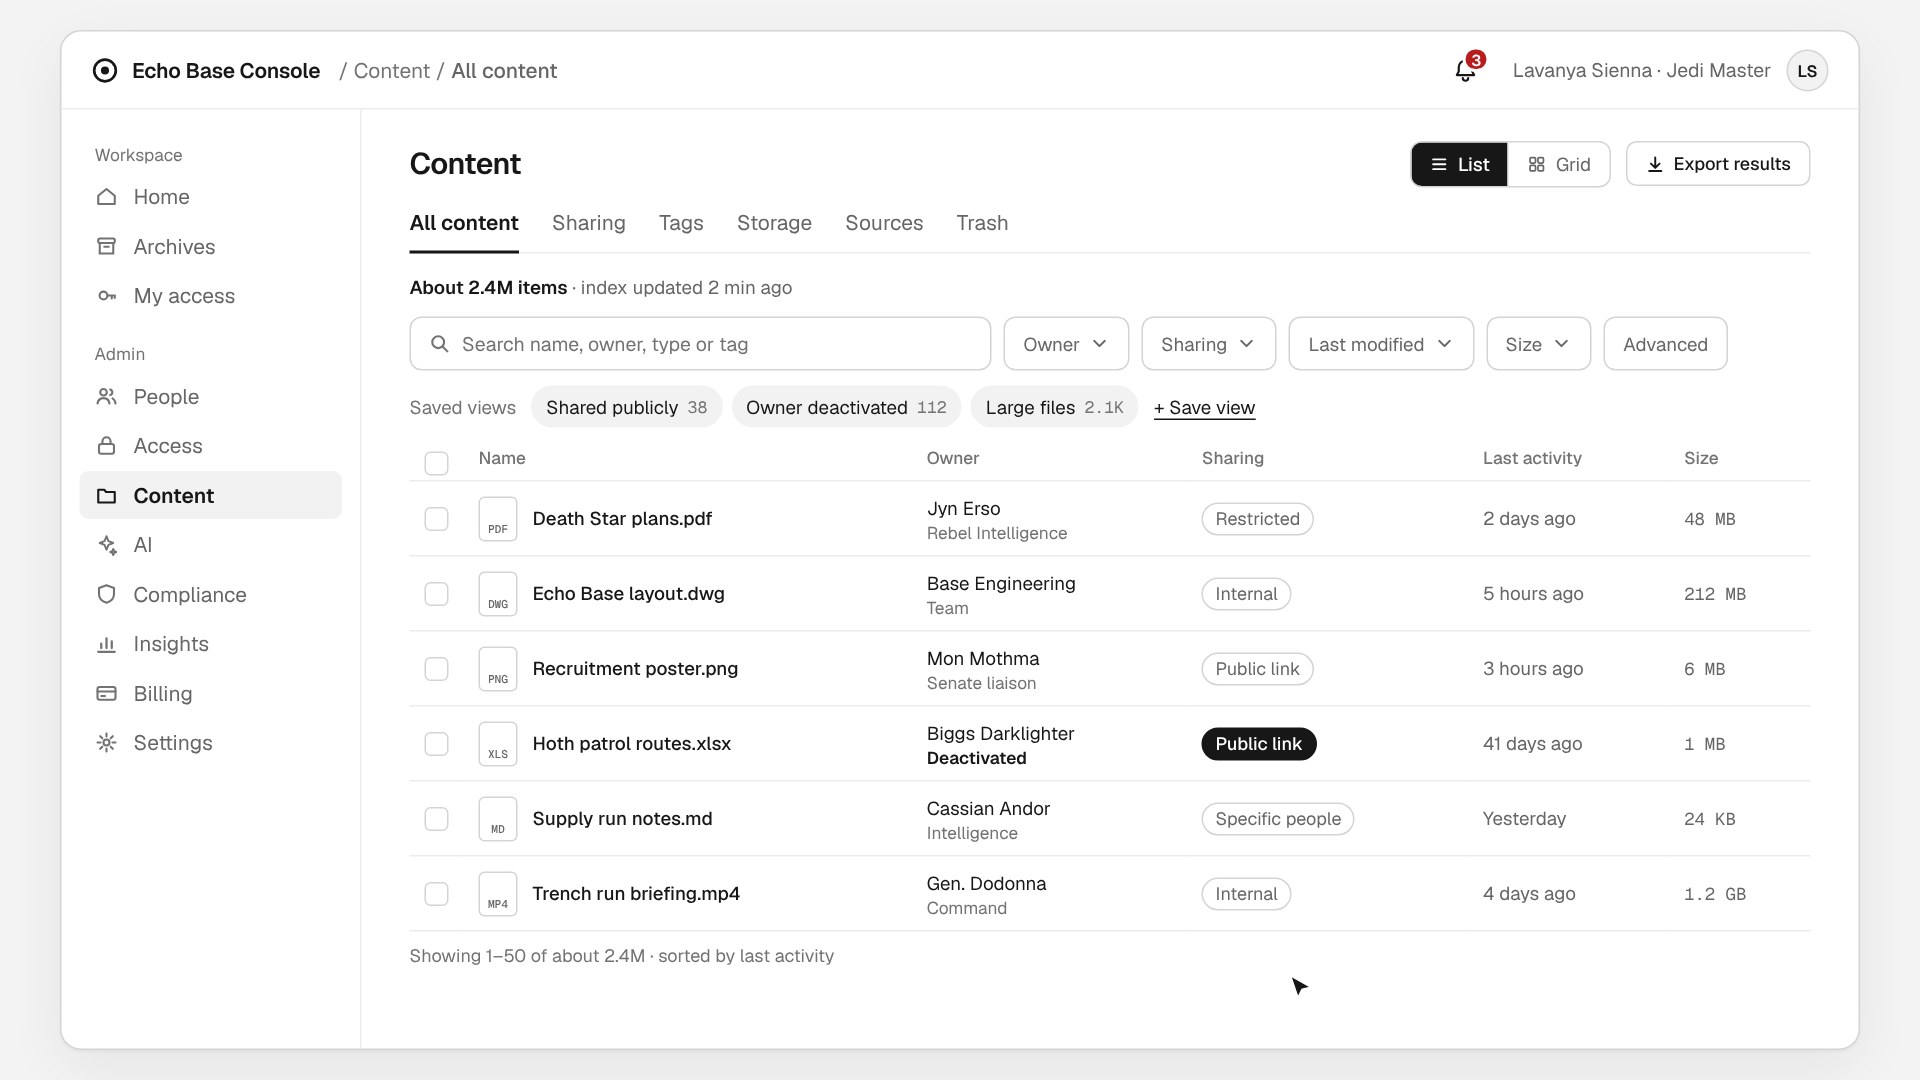 Echo Base Console / Content / All content
3
Lavanya Sienna · Jedi Master LS
Workspace
Home
Archives
My access
Admin
People
Access
Content
AI
Compliance
Insights
Billing
Settings
Content
List Grid Export results
All content Sharing Tags Storage Sources Trash
About 2.4M items · index updated 2 min ago
Search name, owner, type or tag Owner Sharing Last modified Size Advanced
Saved views Shared publicly 38 Owner deactivated 112 Large files 2.1K + Save view
Name Owner Sharing Last activity Size
PDF Death Star plans.pdf Jyn Erso Restricted 2 days ago 48 MB
Rebel Intelligence
DWG Echo Base layout.dwg Base Engineering Internal 5 hours ago 212 MB
Team
PNG Recruitment poster.png Mon Mothma Public link 3 hours ago 6 MB
Senate liaison
XLS Hoth patrol routes.xlsx Biggs Darklighter Public link 41 days ago 1 MB
Deactivated
MD Supply run notes.md Cassian Andor Specific people Yesterday 24 KB
Intelligence
MP4 Trench run briefing.mp4 Gen. Dodonna Internal 4 days ago 1.2 GB
Command
Showing 1–50 of about 2.4M · sorted by last activity